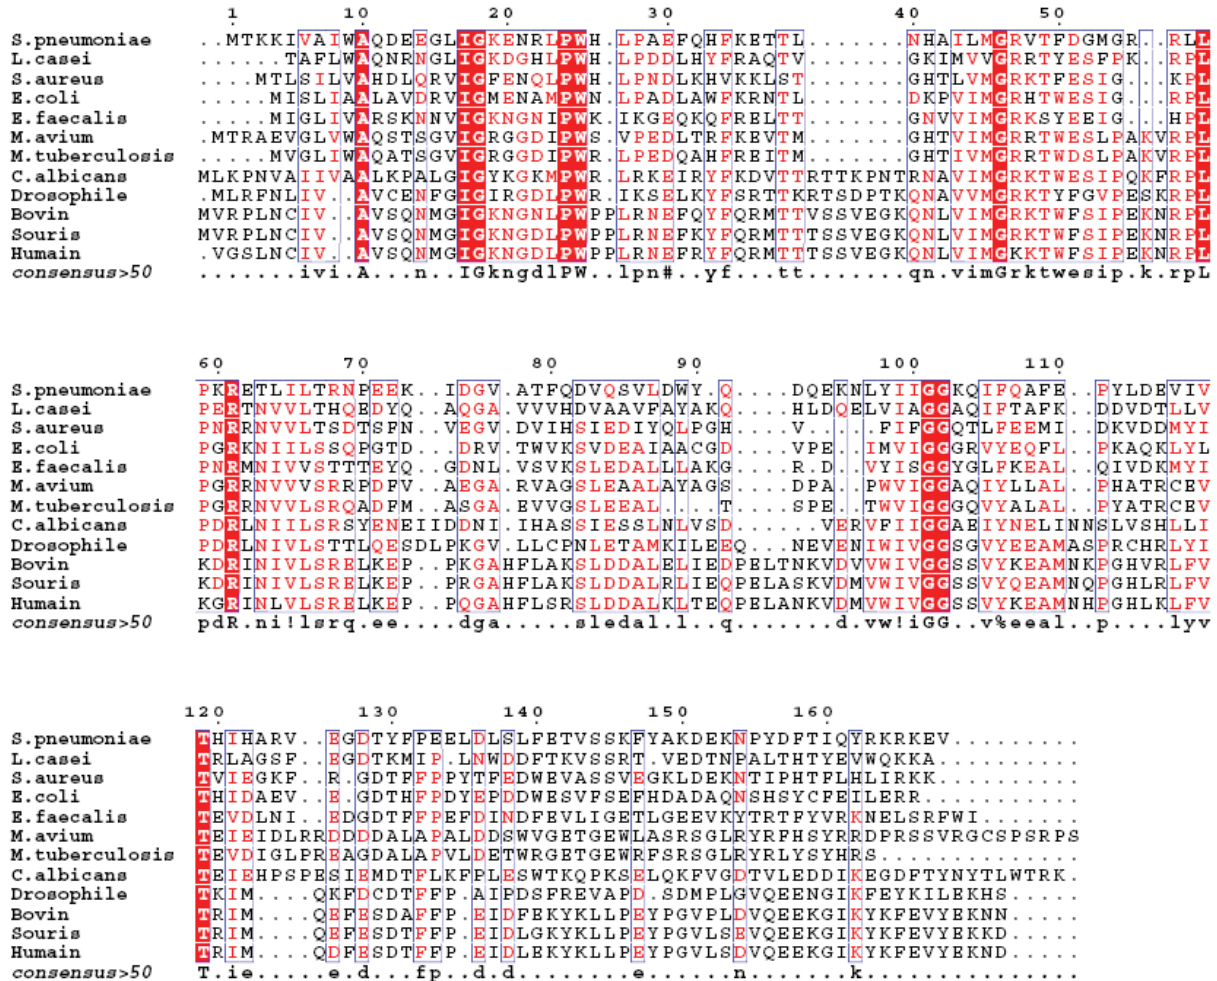 1 10 20 30 40 50
S.pneumoniae ..MTKKIVAIWAQDEEGLIGKENRLPWH.LPAEFQHFKETTL.......NHAILMGRVTFDGMGR..RLL
L.casei .....TAFLWAQNRNGLIGKDGHLPWH.LPDDLHYFRAQTV.......GKIMVVGRRTYESFPK..RPL
S.aureus ....MTLSILVAHDLQRVIGFENQLPWH.LPNDLKHVKKLST.......GHTLVMGRKTFESIG...KPL
E.coli .....MISLIAALAVDRVIGMENAMPWN.LPADLAWFKRNTL.......DKPVIMGRHTWESIG...RPL
E.faecalis .....MIGLIVARSKNNVIGKNGNIPWK.IKGEQKQFRELTT.......GNVVIMGRKSYEEIG...HPL
M.avium .MTRAEVGLVWAQSTSGVIGRGGDIPWS.VPEDLTRFKEVTM.......GHTVIMGRRTWESLPAKVRPL
M.tuberculosis .....MVGLIWAQATSGVIGRGGDIPWR.LPEDQAHFREITM.......GHTIVMGRRTWDSLPAKVRPL
C.albicans MLKPNVAIIVAALKPALGIGYKGKMPWR.LRKEIRYFKDVTTRTTKPNTRNAVIMGRKTWESIPQKFRPL
Drosophile .MLRFNLIV..AVCENFGIGIRGDLPWR.IKSELKYFSRTTKRTSDPTKQNAVVMGRKTYFGVPESKRPL
Bovin MVRPLNCIV..AVSQNMGIGKNGNLPWPPLRNEFQYFQRMTTVSSVEGKQNLVIMGRKTWFSIPEKNRPL
Souris MVRPLNCIV..AVSQNMGIGKNGDLPWPPLRNEFKYFQRMTTTSSVEGKQNLVIMGRKTWFSIPEKNRPL
Humain .VGSLNCIV..AVSQNMGIGKNGDLPWPPLRNEFRYFQRMTTTSSVEGKQNLVIMGKKTWFSIPEKNRPL
consensus>50 .......ivi A...n..IGkngdlPW..lpn#..yf...tt.......qn.vimGrktwesip.k.rpL
60 70 80 90 100 110
S.pneumoniae PKRETLILTRNPEEK..IDGV.ATFQDVQSVLDWY.Q....DQEKNLYIIGGKQIFQAFE..PYLDEVIV
L.casei PERTNVVLTHQEDYQ..AQGA.VVVHDVAAVFAYAKQ....HLDQELVIAGGAQIFTAFK..DDVDTLLV
S.aureus PNRRNVVLTSDTSFN..VEGV.DVIHSIEDIYQLPGH....V.....FIFGGQTLFEEMI..DKVDDMYI
E.coli PGRKNIILSSQPGTD...DRV.TWVKSVDEAIAACGD....VPE...IMVIGGGRVYEQFL..PKAQKLYL
E.faecalis PNRMNIVVSTTTEYQ..GDNL.VSVKSLEDALLLAKG....R.D...VYISGGYGLFKEAL..QIVDKMYI
M.avium PGRRNVVVSRRPDFV..AEGA.RVAGSLEAALAYAGS....DPA...PWVIGGAQIYLLAL..PHATRCEV
M.tuberculosis PGRRNVVLSRQADFM..ASGA.EVVGSLEEAL.....T...SPE...TWVIGGGQVYALAL..PYATRCEV
C.albicans PDRLNIILSRSYENEIIDDNI.IHASSIESSLNLVSD......VERVFIIGGAEIYNELINNSLVSHLLI
Drosophile PDRLNIVLSTTLQESDLPKGV.LLCPNLETAMKILEEQ...NEVENIWIVGGSGVYEEAMASPRCHRLYI
Bovin KDRINIVLSRELKEP..PKGAHFLAKSLDDALELIEDPELTNKVDVVWIVGGSSVYKEAMNKPGHVRLFV
Souris KDRINIVLSRELKEP..PRGAHFLAKSLDDALRLIEQPELASKVDMVWIVGGSSVYQEAMNQPGHLRLFV
Humain KGRINLVLSRELKEP..PQGAHFLSRSLDDALKLTEQPELANKVDMVWIVGGSSVYKEAMNHPGHLKLFV
consensus>50 pdR.ni!lsrq.ee....dga.....sledal.l..q.......d.vw!iGG..v%eeal..p....lyv
120 130 140 150 160
S.pneumoniae THIHARV..EGDTYFPEELDLSLFETVSSKFYAKDEKNPYDFTIQYRKRKEV..........
L.casei TRLAGSF..EGDTKMIP.LNWDDFTKVSSRT.VEDTNPALTHTYEVWQKKA...........
S.aureus TVIEGKF..R.GDTFFPPYTFEDWEVASSVEGKLDEKNTIPHTFLHLIRKK...........
E.coli THIDAEV..E.GDTHFPDYEPDDWESVFSEFHDADAQNSHSYCFEILERR............
E.faecalis TEVDLNI..EDGDTFFPEFDINDFEVLIGETLGEEVKYTRTFYVRKNELSRFWI........
M.avium TEIEIDLRRDDDDALAPALDDSWVGETGEWLASRSGLRYRFHSYRRDPRSSVRGCSPSRPS
M.tuberculosis TEVDIGLPREAGDALAPVLDETWRGETGEWRFSRSGLRYRLYSYHRS..............
C.albicans TEIEHPSPESIEMDTFLKFPLESWTKQPKSELQKFVGDTVLEDDIKEGDFTYNYTLWTRK.
Drosophile TKIM....QKFDCDTFFP.AIPDSFREVAPD.SDMPLGVQEENGIKFEYKILEKHS.....
Bovin TRIM....QEFESDAFFP.EIDFEKYKLLPEYPGVPLDVQEEKGIKYKFEVYEKNN.....
Souris TRIM....QEFESDTFFP.EIDLGKYKLLPEYPGVLSEVQEEKGIKYKFEVYEKKD.....
Humain TRIM....QDFESDTFFP.EIDLEKYKLLPEYPGVLSDVQEEKGIKYKFEVYEKND.....
consensus>50 T.ie.......e.d....fp..d.d.........e......n.......k...............